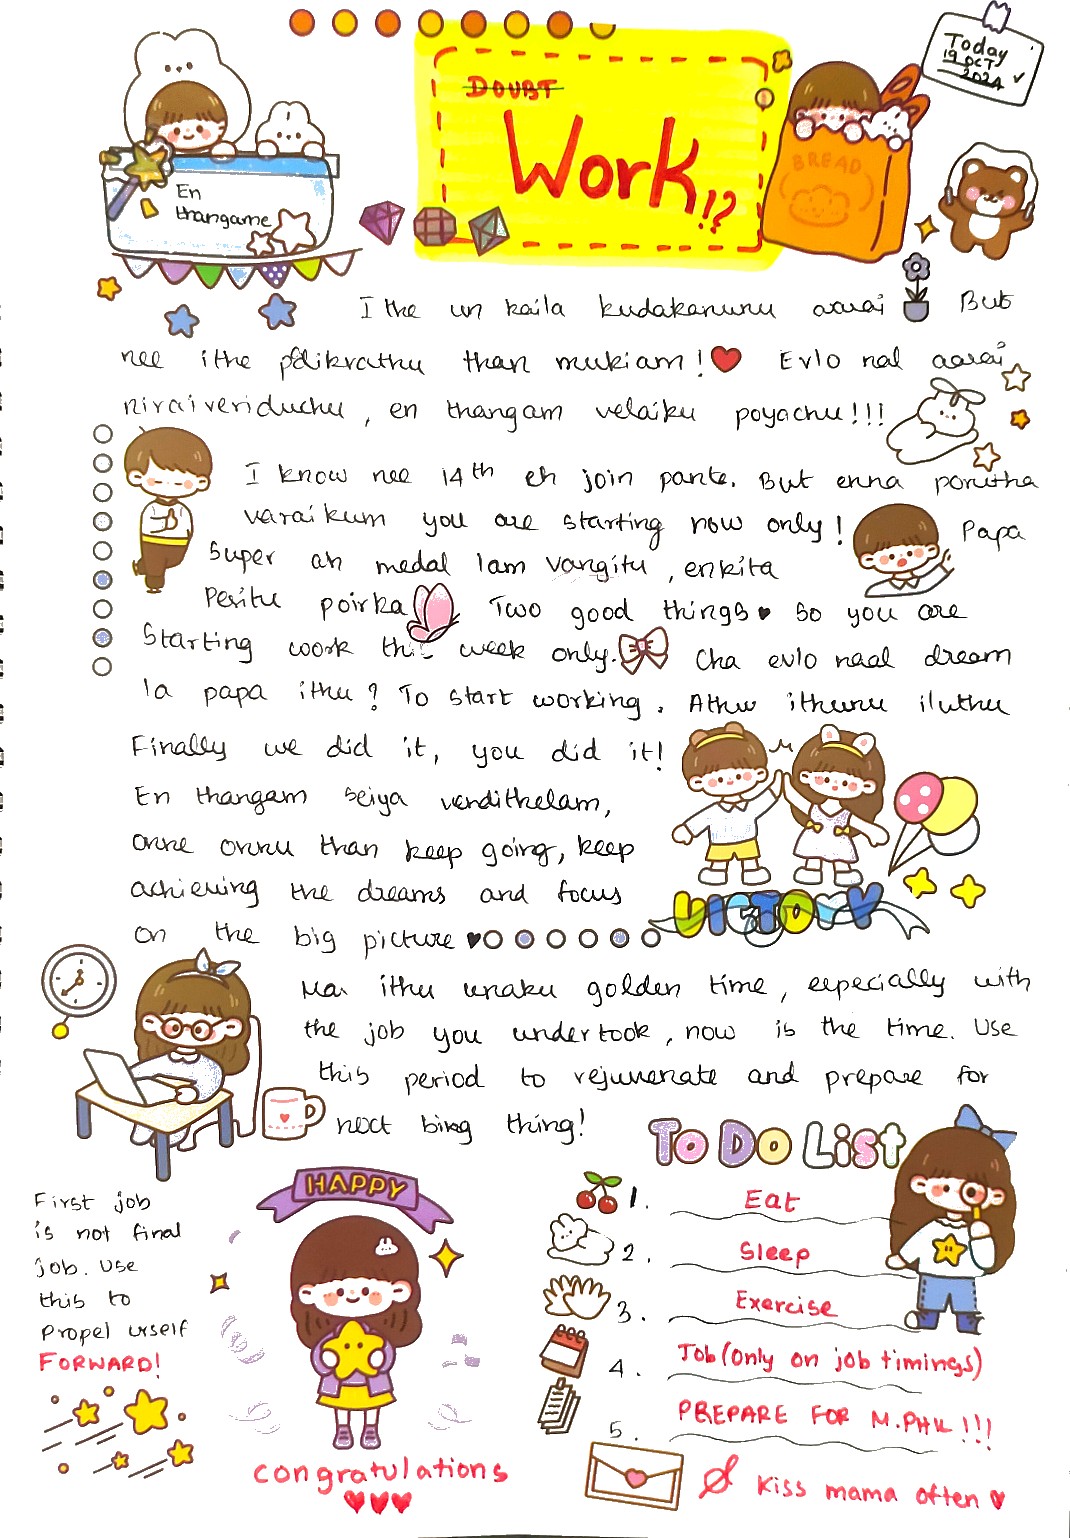 Today
19 OCT
2024
DOUBT
Work!?
En
thangame
BREAD
Ithe un kaila kudakanunu aasai But
nee ithe pdikrathu than mukiam! Evlo nal aasai
niraiveriduchu, en thangam velaiku poyachu!!!
I know nee 14th eh join panta. But enna porutha
varaikum you are starting now only! Papa
Super ah medal lam vangitu, enkita
Pesitu poirka Two good things So you are
Starting work this week only. Cha evlo naal dream
la papa ithu? To start working. Athu ithunu iluthu
Finally we did it, you did it!
En thangam seiya vendithelam,
onne onnu than keep going, keep
achieving the dreams and focus
on the big picture
VICTORY
Ma ithu unaku golden time, especially with
the job you undertook, now is the time. Use
this period to rejuvenate and prepare for
next bing thing!
To Do List
First job
is not final
job. Use
this to
Propel urself
FORWARD!
HAPPY
congratulations
1. Eat
2. Sleep
3. Exercise
4. Job (Only on job timings)
5. PREPARE FOR M.PHIL!!!
Kiss mama often